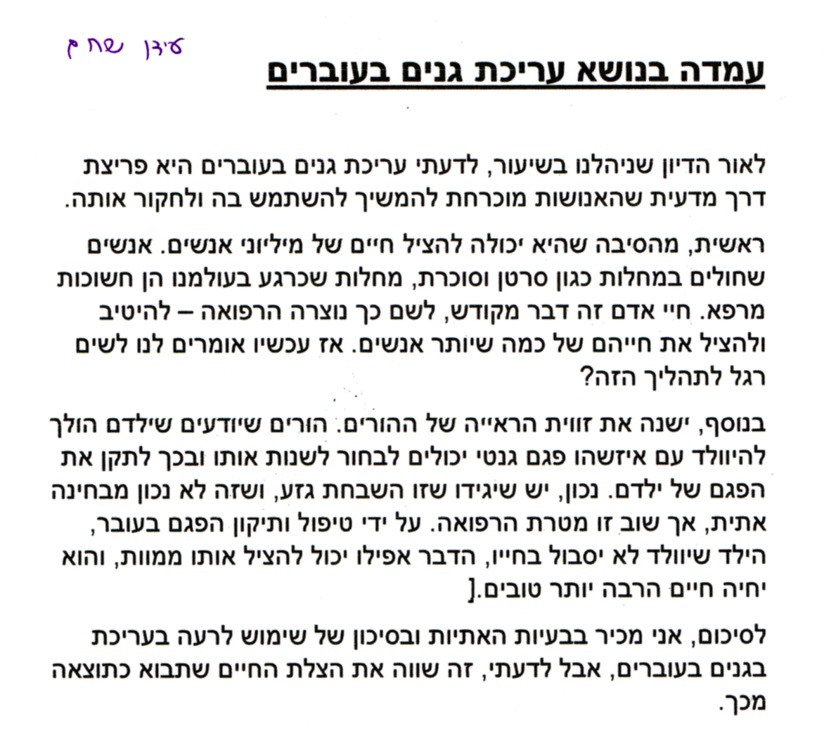 עידן שחם
עמדה בנושא עריכת גנים בעוברים
לאור הדיון שניהלנו בשיעור, לדעתי עריכת גנים בעוברים היא פריצת
דרך מדעית שהאנושות מוכרחת להמשיך להשתמש בה ולחקור אותה.
ראשית, מהסיבה שהיא יכולה להציל חיים של מיליוני אנשים. אנשים
שחולים במחלות כגון סרטן וסוכרת, מחלות שכרגע בעולמנו הן חשוכות
מרפא. חיי אדם זה דבר מקודש, לשם כך נוצרה הרפואה – להיטיב
ולהציל את חייהם של כמה שיותר אנשים. אז עכשיו אומרים לנו לשים
רגל לתהליך הזה?
בנוסף, ישנה את זווית הראייה של ההורים. הורים שיודעים שילדם הולך
להיוולד עם איזשהו פגם גנטי יכולים לבחור לשנות אותו ובכך לתקן את
הפגם של ילדם. נכון, יש שיגידו שזו השבחת גזע, ושזה לא נכון מבחינה
אתית, אך שוב זו מטרת הרפואה. על ידי טיפול ותיקון הפגם בעובר,
הילד שיוולד לא יסבול בחייו, הדבר אפילו יכול להציל אותו ממוות, והוא
יחיה חיים הרבה יותר טובים.[
לסיכום, אני מכיר בבעיות האתיות ובסיכון של שימוש לרעה בעריכת
בגנים בעוברים, אבל לדעתי, זה שווה את הצלת החיים שתבוא כתוצאה
מכך.